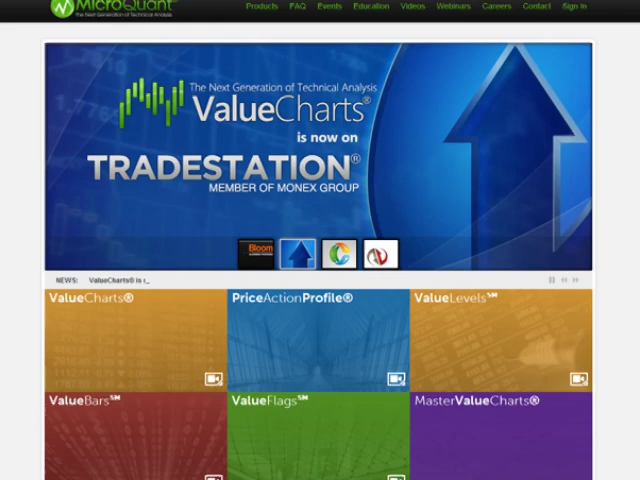 MicroQuant
The Next Generation of Technical Analysis
Products FAQ Events Education Videos Webinars Careers Contact Sign In
The Next Generation of Technical Analysis
ValueCharts®
is now on
TRADESTATION®
MEMBER OF MONEX GROUP
Bloom
NEWS: ValueCharts® is
ValueCharts®
PriceActionProfile®
ValueLevels℠
ValueBars℠
ValueFlags℠
MasterValueCharts®